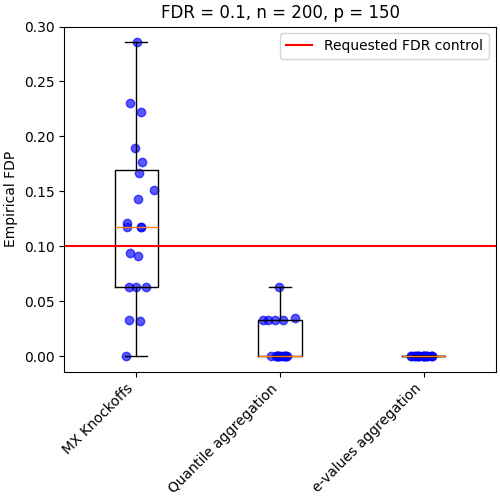 FDR = 0.1, n = 200, p = 150
Requested FDR control
Empirical FDP
0.30
0.25
0.20
0.15
0.10
0.05
0.00
MX Knockoffs
Quantile aggregation
e-values aggregation